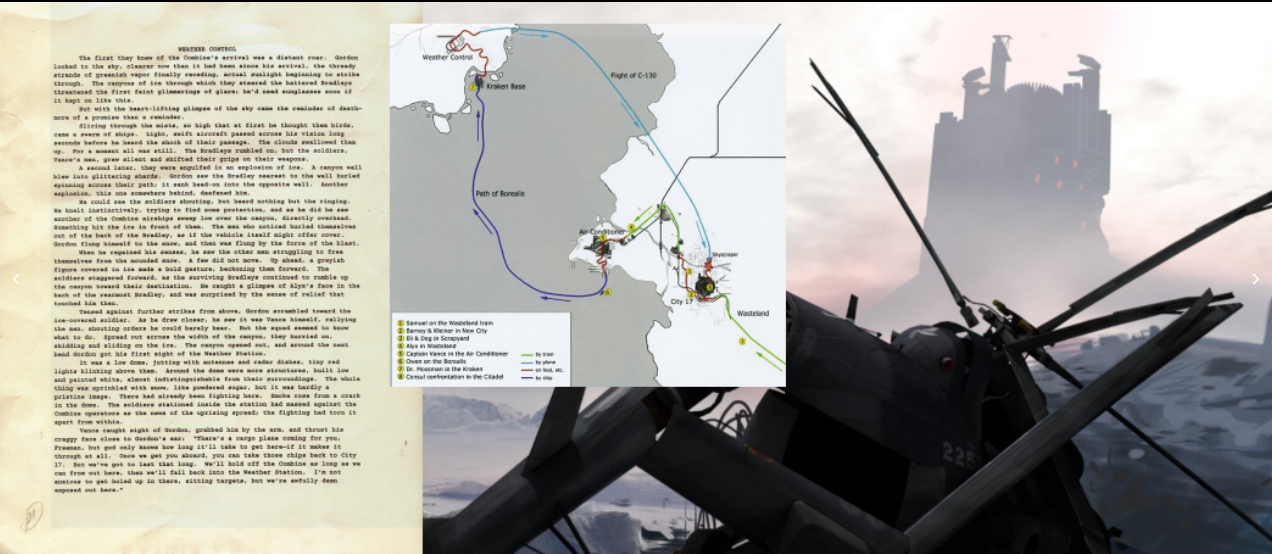 WEATHER CONTROL
The first they knew of the Combine's arrival was a distant roar. Gordon
looked to the sky, clearer now than it had been since his arrival, the thready
strands of greenish vapor finally receding, actual sunlight beginning to strike
through. The canyons of ice through which they steered the battered Bradleys
threatened the first faint glimmerings of glare; he'd need sunglasses soon if
it kept on like this.
But with the heart-lifting glimpse of the sky came the reminder of death--
more of a promise than a reminder.
Slicing through the mists, so high that at first he thought them birds,
came a swarm of ships. Light, swift aircraft passed across his vision long
seconds before he heard the shock of their passage. The clouds swallowed them
up. For a moment all was still. The Bradleys rumbled on, but the soldiers,
Vance's men, grew silent and shifted their grips on their weapons.
A second later, they were engulfed in an explosion of ice. A canyon wall
blew into glittering shards. Gordon saw the Bradley nearest to the wall hurled
spinning across their path; it sank head-on into the opposite wall. Another
explosion, this one somewhere behind, deafened him.
He could see the soldiers shouting, but heard nothing but the ringing.
He knelt instinctively, trying to find some protection, and as he did he saw
another of the Combine airships sweep low over the canyon, directly overhead.
Something hit the ice in front of them. The men who noticed hurled themselves
out of the back of the Bradley, as if the vehicle itself might offer cover.
Gordon flung himself to the snow, and then was flung by the force of the blast.
When he regained his senses, he saw the other men struggling to free
themselves from the mounded snow. A few did not move. Up ahead, a greyish
figure covered in ice made a bold gesture, beckoning them forward. The
soldiers staggered forward, as the surviving Bradleys continued to rumble up
the canyon toward their destination. He caught a glimpse of Alyx's face in the
back of the rearmost Bradley, and was surprised by the sense of relief that
touched him then.
Tensed against further strikes from above, Gordon scrambled toward the
ice-covered soldier. As he drew closer, he saw it was Vance himself, rallying
the men, shouting orders he could barely hear. But the squad seemed to know
what to do. Spread out across the width of the canyon, they hurried on,
skidding and sliding on the ice. The canyon opened out, and around the next
bend Gordon got his first sight of the Weather Station.
It was a low dome, jutting with antennae and radar dishes, tiny red
lights blinking above them. Around the dome were more structures, built low
and painted white, almost indistinguishable from their surroundings. The whole
thing was sprinkled with snow, like powdered sugar, but it was hardly a
pristine image. There had already been fighting here. Smoke rose from a crack
in the dome. The soldiers stationed inside the station had massed against the
Combine operators as the news of the uprising spread; the fighting had torn it
apart from within.
Vance caught sight of Gordon, grabbed him by the arm, and thrust his
craggy face close to Gordon's ear: "There's a cargo plane coming for you,
Freeman, but god only knows how long it'll take to get here-if it makes it
through at all. Once we get you aboard, you can take those chips back to City
17. But we've got to last that long. We'll hold off the Combine as long as we
can from out here, then we'll fall back into the Weather Station. I'm not
anxious to get holed up in there, sitting targets, but we're awfully damn
exposed out here."
Weather Control
Kraken Base
Flight of C-130
Path of Borealis
Air Conditioner
Skyscraper
City 17
Wasteland
1 Samuel on the Wasteland train
2 Barney & Kleiner in New City
3 Eli & Dog in Scrapyard
4 Alyx in Wasteland
5 Captain Vance in the Air Conditioner
6 Owen on the Borealis
7 Dr. Mossman in the Kraken
8 Consul confrontation in the Citadel
by train
by plane
on foot, etc.
by ship
225